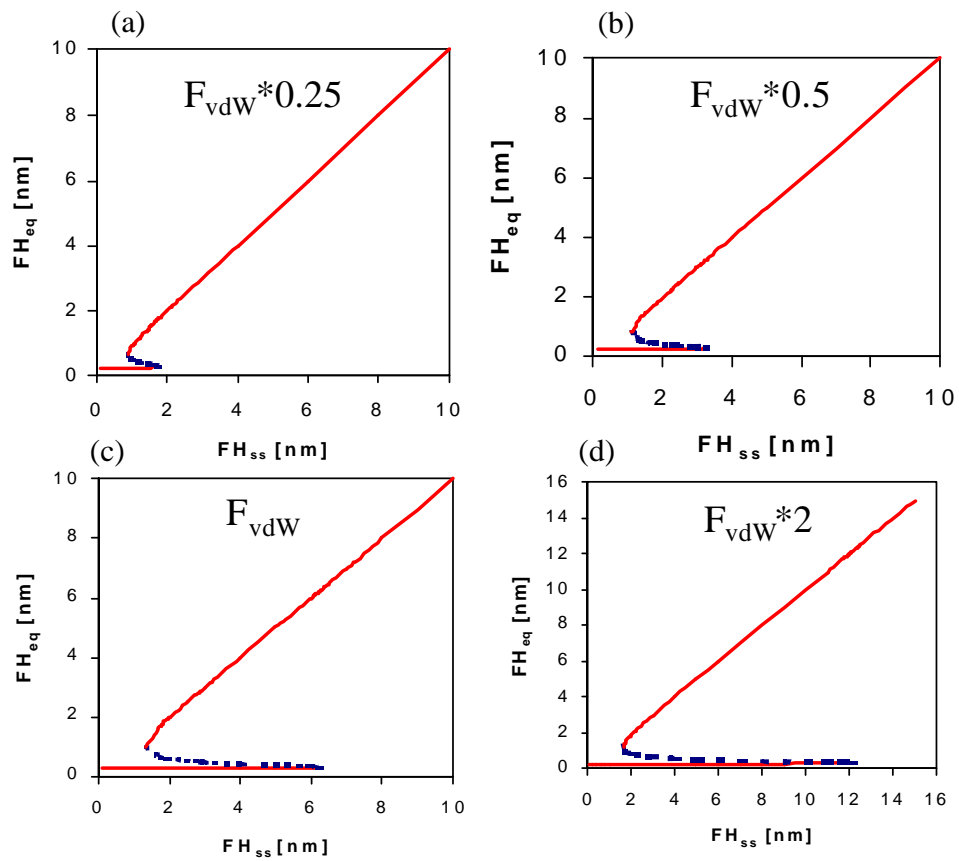 (a)
F_vdW*0.25
10
8
6
4
2
0
FH_eq [nm]
0 2 4 6 8 10
FH_ss [nm]
(b)
F_vdW*0.5
10
8
6
4
2
0
FH_eq [nm]
0 2 4 6 8 10
FH_ss [nm]
(c)
F_vdW
10
8
6
4
2
0
FH_eq [nm]
0 2 4 6 8 10
FH_ss [nm]
(d)
F_vdW*2
16
14
12
10
8
6
4
2
0
FH_eq [nm]
0 2 4 6 8 10 12 14 16
FH_ss [nm]